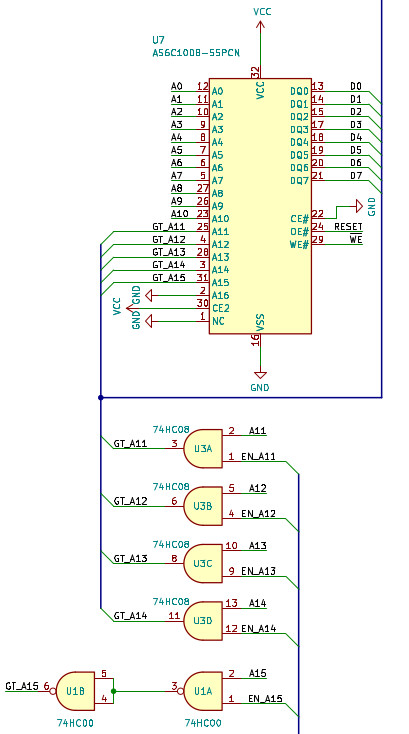 VCC
U7
AS6C1008-55PCN
32
VCC
A0 12 A0 DQ0 13 D0
A1 11 A1 DQ1 14 D1
A2 10 A2 DQ2 15 D2
A3 9 A3 DQ3 17 D3
A4 8 A4 DQ4 18 D4
A5 7 A5 DQ5 19 D5
A6 6 A6 DQ6 20 D6
A7 5 A7 DQ7 21 D7
A8 27 A8
A9 26 A9
A10 23 A10 CE# 22 GND
GT_A11 25 A11 OE# 24 RESET
GT_A12 4 A12 WE# 29 WE
GT_A13 28 A13
GT_A14 3 A14
GT_A15 31 A15
GND 2 A16
VCC 30 CE2
GND 1 NC
VSS
16
GND
74HC08
2 A11
GT_A11 3 U3A
1 EN_A11
74HC08
5 A12
GT_A12 6 U3B
4 EN_A12
74HC08
10 A13
GT_A13 8 U3C
9 EN_A13
74HC08
13 A14
GT_A14 11 U3D
12 EN_A14
5 2 A15
GT_A15 6 U1B 3 U1A
4 1 EN_A15
74HC00 74HC00